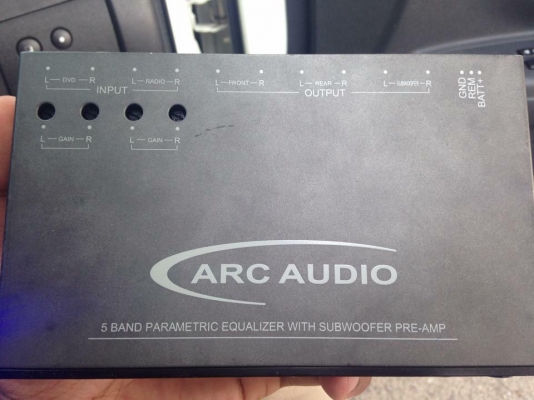 L DVD R L RADIO R L FRONT R L REAR R L SUBWOOFER R
INPUT OUTPUT
GND
REM
BATT+
L GAIN R L GAIN R
ARC AUDIO
5 BAND PARAMETRIC EQUALIZER WITH SUBWOOFER PRE-AMP